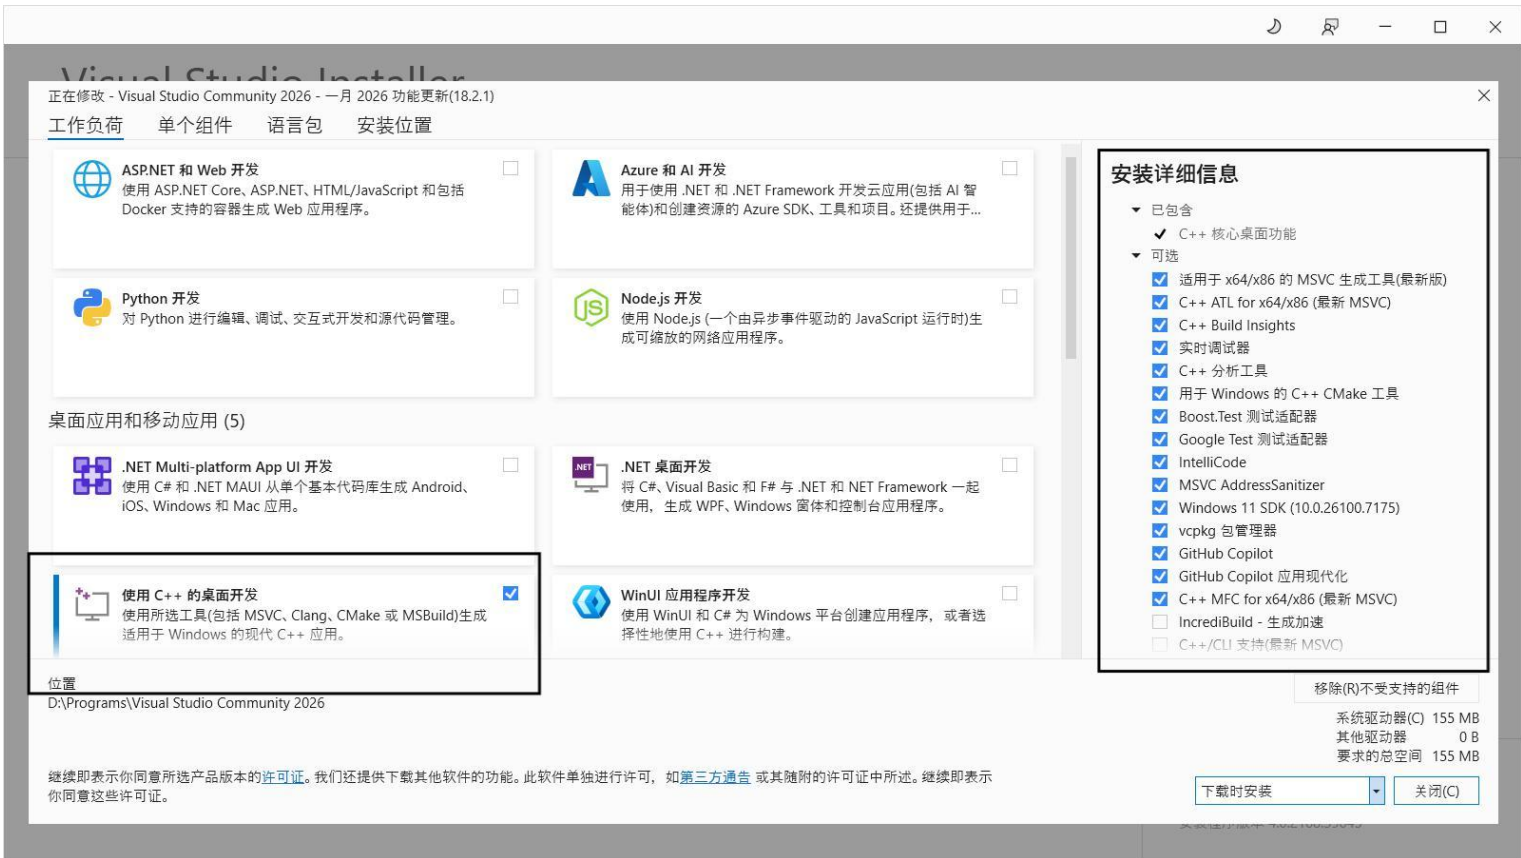 Visual Studio Installer
正在修改 - Visual Studio Community 2026 - 一月 2026 功能更新(18.2.1)
工作负荷 单个组件 语言包 安装位置
ASP.NET 和 Web 开发
使用 ASP.NET Core、ASP.NET、HTML/JavaScript 和包括
Docker 支持的容器生成 Web 应用程序。
Azure 和 AI 开发
用于使用 .NET 和 .NET Framework 开发云应用(包括 AI 智
能体)和创建资源的 Azure SDK、工具和项目。还提供用于...
Python 开发
对 Python 进行编辑、调试、交互式开发和源代码管理。
Node.js 开发
使用 Node.js (一个由异步事件驱动的 JavaScript 运行时)生
成可缩放的网络应用程序。
桌面应用和移动应用 (5)
.NET Multi-platform App UI 开发
使用 C# 和 .NET MAUI 从单个基本代码库生成 Android、
iOS、Windows 和 Mac 应用。
.NET
.NET 桌面开发
将 C#、Visual Basic 和 F# 与 .NET 和 NET Framework 一起
使用，生成 WPF、Windows 窗体和控制台应用程序。
使用 C++ 的桌面开发
使用所选工具(包括 MSVC、Clang、CMake 或 MSBuild)生成
适用于 Windows 的现代 C++ 应用。
WinUI 应用程序开发
使用 WinUI 和 C# 为 Windows 平台创建应用程序，或者选
择性地使用 C++ 进行构建。
安装详细信息
已包含
C++ 核心桌面功能
可选
适用于 x64/x86 的 MSVC 生成工具(最新版)
C++ ATL for x64/x86 (最新 MSVC)
C++ Build Insights
实时调试器
C++ 分析工具
用于 Windows 的 C++ CMake 工具
Boost.Test 测试适配器
Google Test 测试适配器
IntelliCode
MSVC AddressSanitizer
Windows 11 SDK (10.0.26100.7175)
vcpkg 包管理器
GitHub Copilot
GitHub Copilot 应用现代化
C++ MFC for x64/x86 (最新 MSVC)
IncrediBuild - 生成加速
C++/CLI 支持(最新 MSVC)
位置
D:\Programs\Visual Studio Community 2026
移除(R)不受支持的组件
系统驱动器(C) 155 MB
其他驱动器 0 B
要求的总空间 155 MB
继续即表示你同意所选产品版本的许可证。我们还提供下载其他软件的功能。此软件单独进行许可，如第三方通告 或其随附的许可证中所述。继续即表示
你同意这些许可证。
下载时安装 关闭(C)